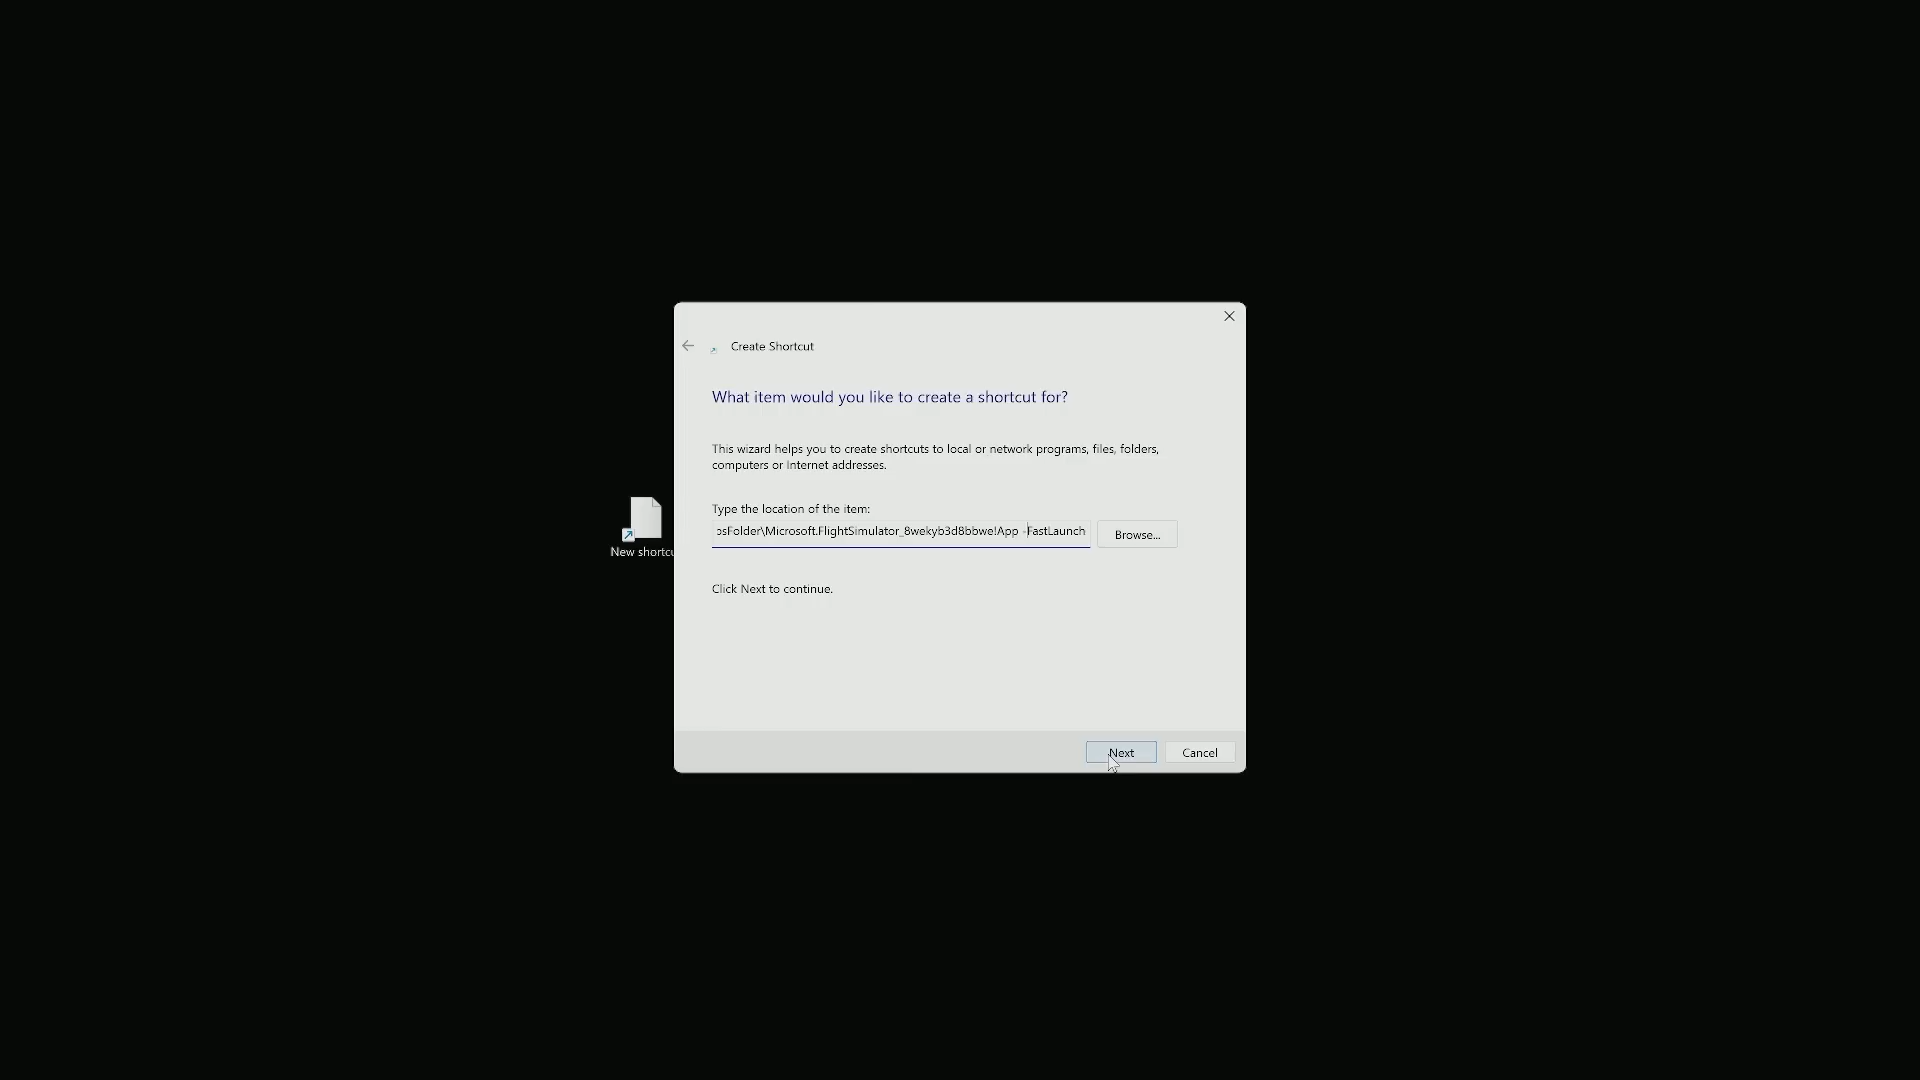 Create Shortcut
What item would you like to create a shortcut for?
This wizard helps you to create shortcuts to local or network programs, files, folders,
computers or Internet addresses.
Type the location of the item:
osFolder\Microsoft.FlightSimulator_8wekyb3d8bbwe!App -FastLaunch
Browse...
New shortcu
Click Next to continue.
Next
Cancel